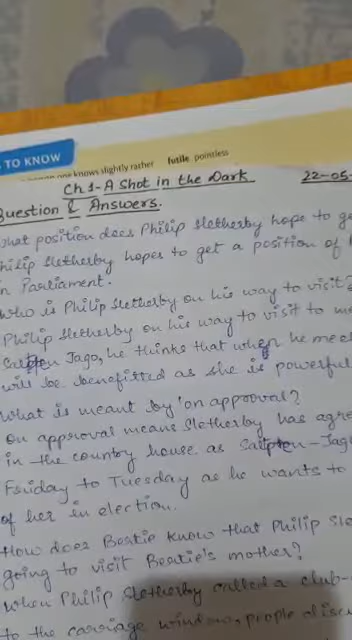 TO KNOW
one knows slightly rather futile pointless
Ch 1- A Shot in the Dark 22-05-
Question & Answers.
What position does Philip Sletherby hope to ge
Philip Sletherby hopes to get a position of
in Parliament.
Who is Philip Sletherby on his way to visit?
Philip Sletherby on his way to visit to
Jago, he thinks that when he mee
will be benefitted as she is powerful
What is meant by 'on approval'?
On approval means Sletherby has agre
in the country house as Saltpen-Jag
Friday to Tuesday as he wants to
of her in election.
How does Bertie know that Philip Sle
going to visit Bertie's mother?
When Philip Sletherby called a club-
to the carriage window, people discu